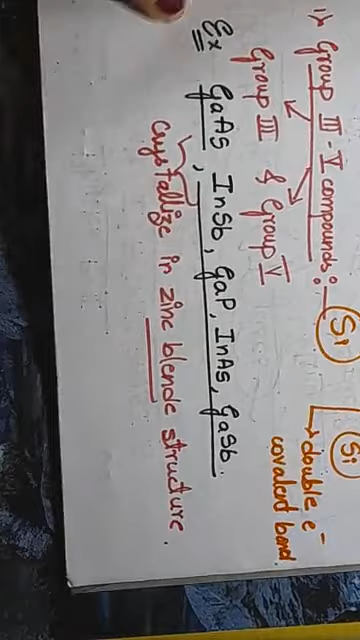 1) Group III - V compounds :-
Si
Si
→ double e-
covalent bond
Group III & Group V
Ex GaAs, InSb, GaP, InAs, GaSb.
Crystallize in zinc blende structure.